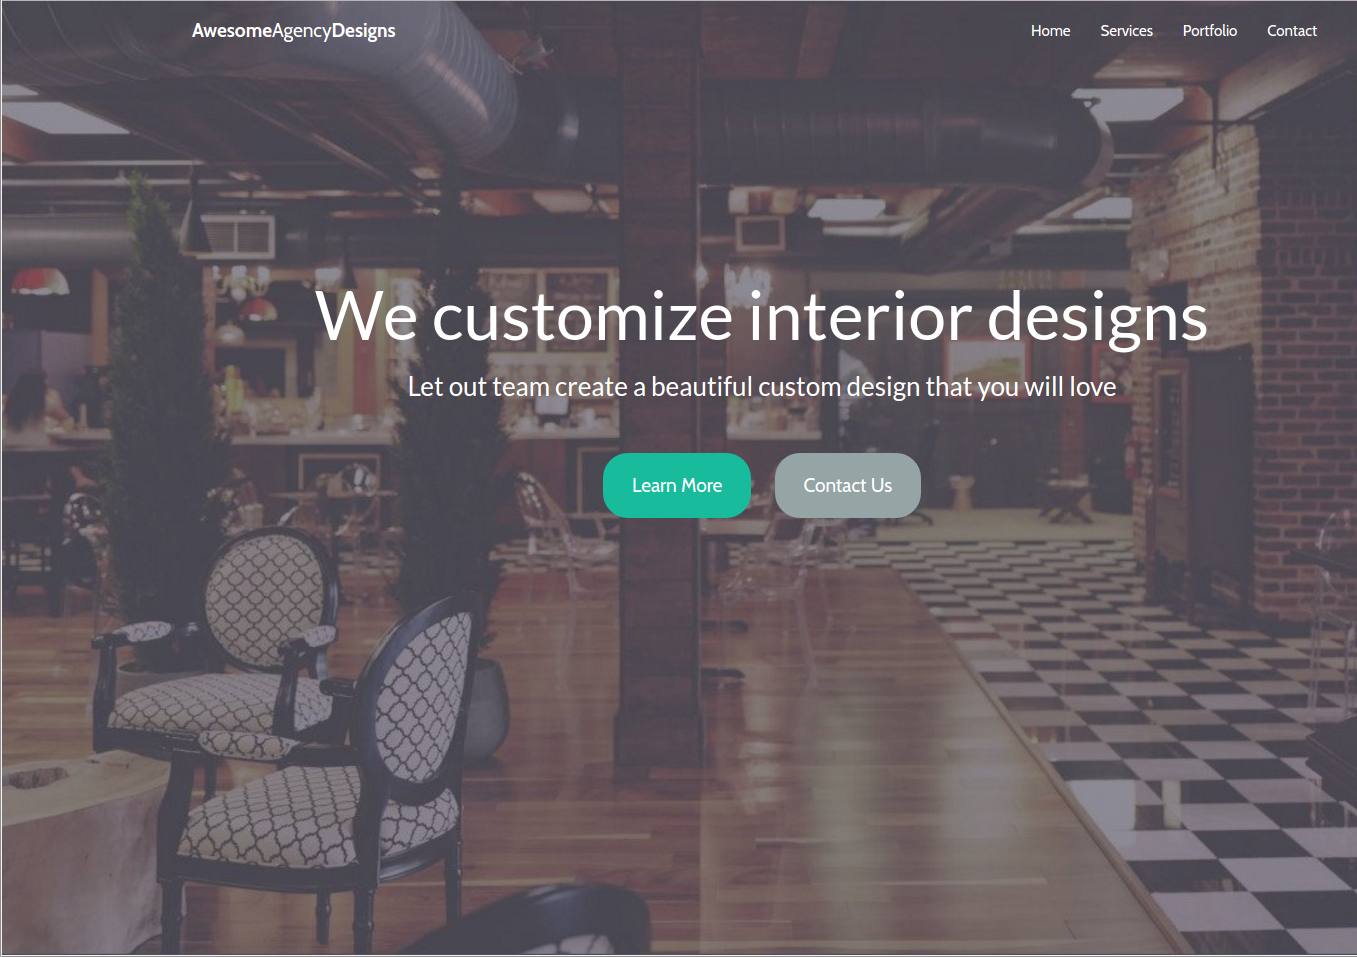 AwesomeAgencyDesigns
Home Services Portfolio Contact
We customize interior designs
Let out team create a beautiful custom design that you will love
Learn More Contact Us